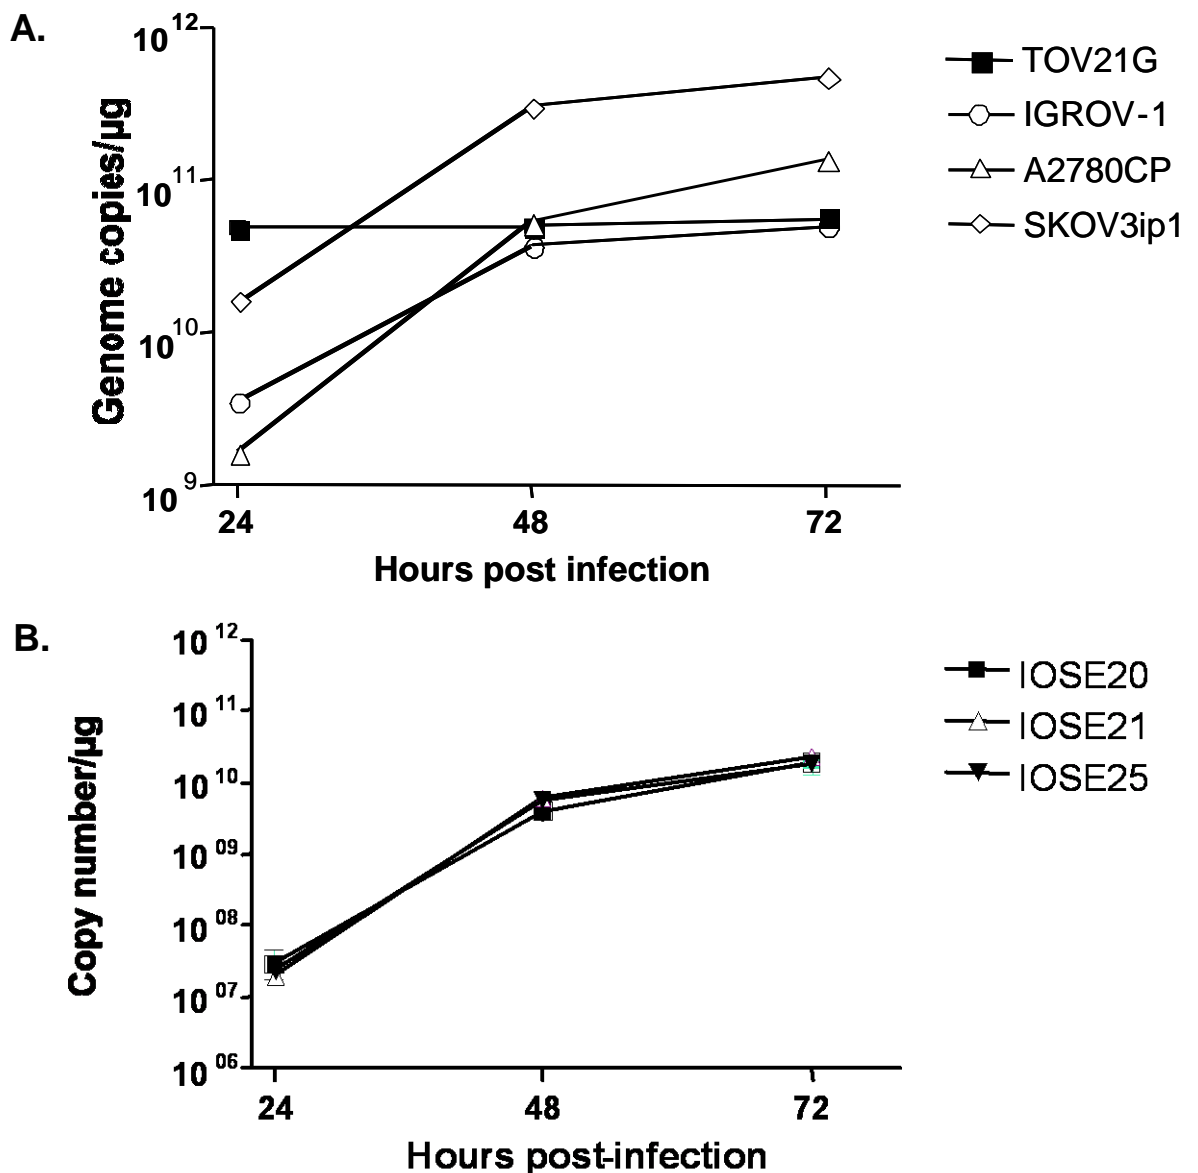 A.
Genome copies/µg
10 12
10 11
10 10
10 9
24 48 72
Hours post infection
TOV21G
IGROV-1
A2780CP
SKOV3ip1
B.
Copy number/µg
10 12
10 11
10 10
10 09
10 08
10 07
10 06
24 48 72
Hours post-infection
IOSE20
IOSE21
IOSE25